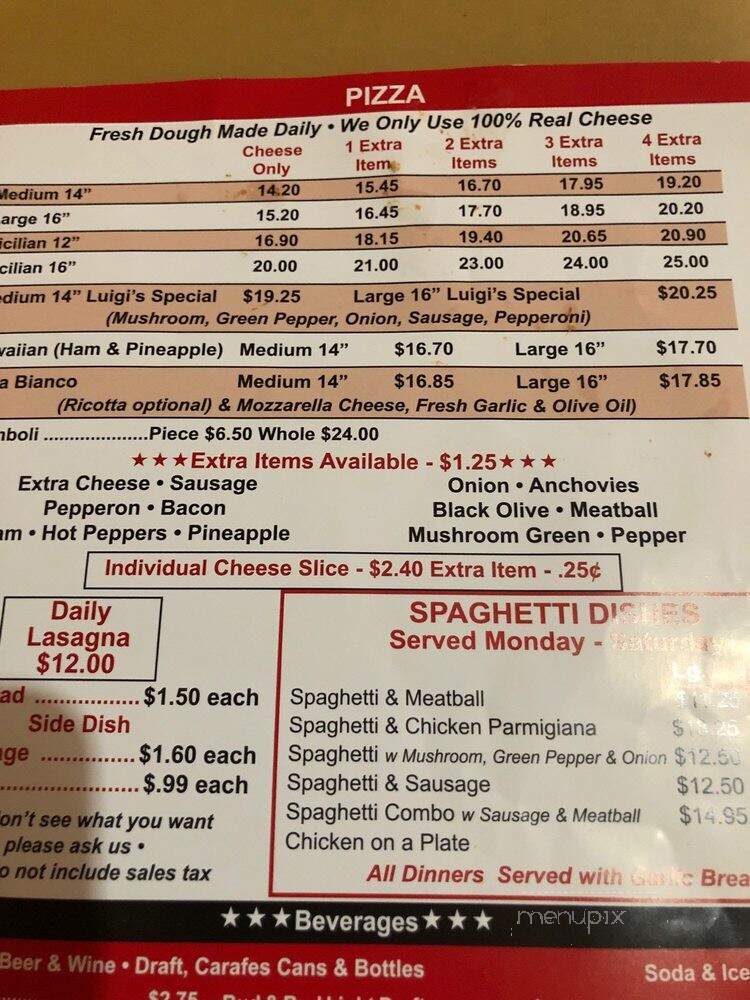 PIZZA
Fresh Dough Made Daily • We Only Use 100% Real Cheese
Cheese Only 1 Extra Item 2 Extra Items 3 Extra Items 4 Extra Items
Medium 14” 14.20 15.45 16.70 17.95 19.20
arge 16” 15.20 16.45 17.70 18.95 20.20
icilian 12” 16.90 18.15 19.40 20.65 20.90
cilian 16” 20.00 21.00 23.00 24.00 25.00
edium 14” Luigi's Special $19.25 Large 16” Luigi's Special $20.25
(Mushroom, Green Pepper, Onion, Sausage, Pepperoni)
vaiian (Ham & Pineapple) Medium 14” $16.70 Large 16” $17.70
a Bianco Medium 14” $16.85 Large 16” $17.85
(Ricotta optional) & Mozzarella Cheese, Fresh Garlic & Olive Oil)
nboli ....................Piece $6.50 Whole $24.00
★★★Extra Items Available - $1.25★★★
Extra Cheese • Sausage Onion • Anchovies
Pepperon • Bacon Black Olive • Meatball
am • Hot Peppers • Pineapple Mushroom Green • Pepper
Individual Cheese Slice - $2.40 Extra Item - .25¢
Daily
Lasagna
$12.00
ad .................. $1.50 each
Side Dish
nge ................ $1.60 each
........................ $.99 each
on't see what you want
please ask us •
o not include sales tax
SPAGHETTI DISHES
Served Monday - Saturday
Spaghetti & Meatball
Spaghetti & Chicken Parmigiana
Spaghetti w Mushroom, Green Pepper & Onion $12.50
Spaghetti & Sausage $12.50
Spaghetti Combo w Sausage & Meatball $14.95
Chicken on a Plate
All Dinners Served with Garlic Brea
★★★Beverages★★★
menupix
Beer & Wine • Draft, Carafes Cans & Bottles
Soda & Ice
$2.75